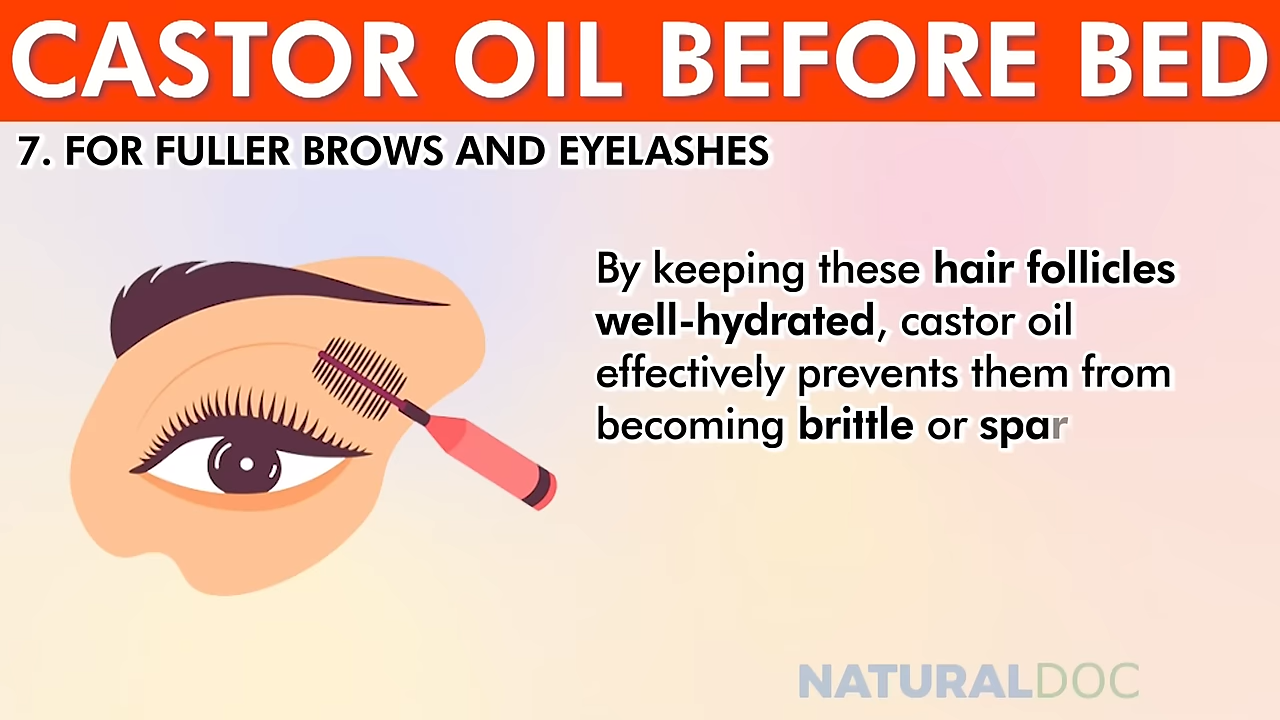 CASTOR OIL BEFORE BED
7. FOR FULLER BROWS AND EYELASHES
By keeping these hair follicles
well-hydrated, castor oil
effectively prevents them from
becoming brittle or spar
NATURALDOC